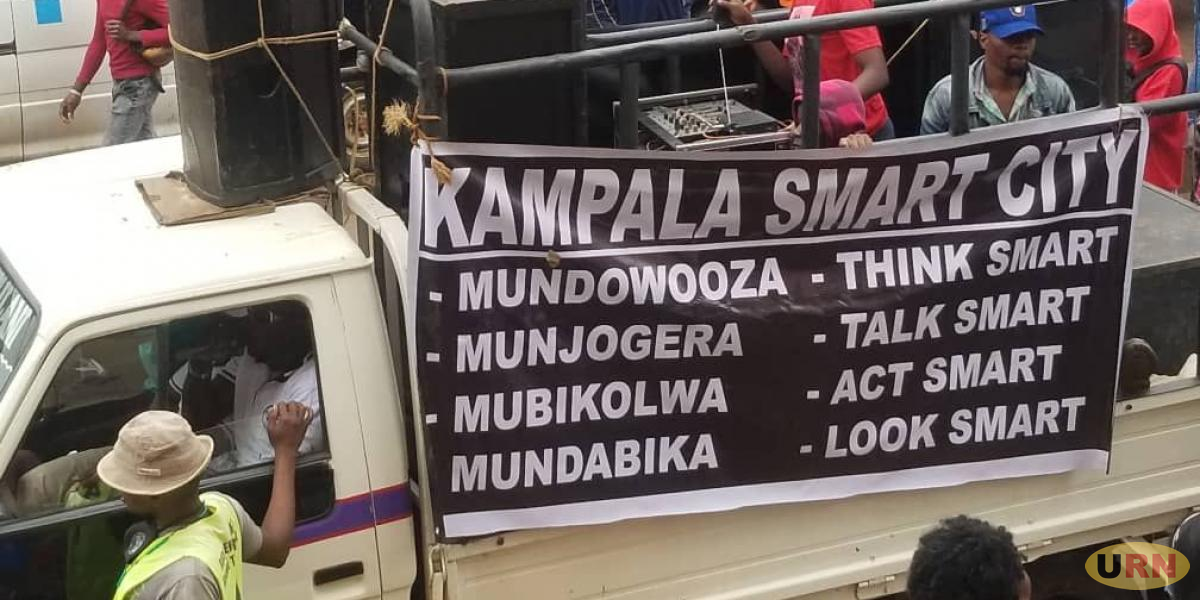 KAMPALA SMART CITY
- MUNDOWOOZA - THINK SMART
- MUNJOGERA - TALK SMART
- MUBIKOLWA - ACT SMART
MUNDABIKA - LOOK SMART
URN